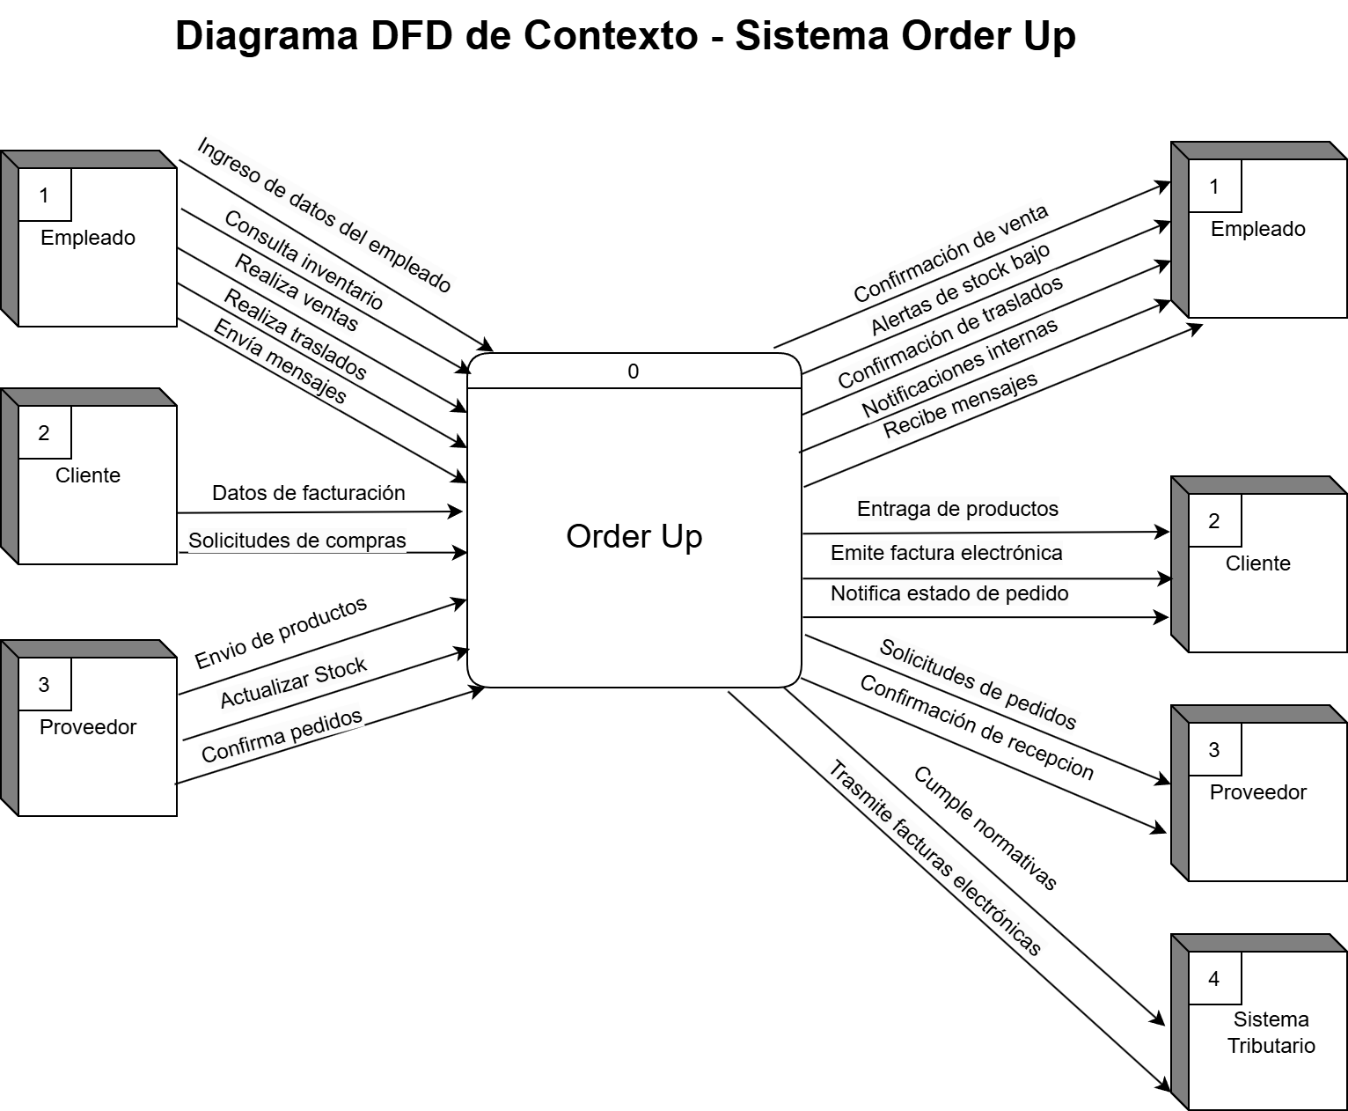 Diagrama DFD de Contexto - Sistema Order Up
1
Empleado
Ingreso de datos del empleado
Consulta inventario
Realiza ventas
Realiza traslados
Envía mensajes
2
Cliente
Datos de facturación
Solicitudes de compras
3
Proveedor
Envio de productos
Actualizar Stock
Confirma pedidos
0
Order Up
Confirmación de venta
Alertas de stock bajo
Confirmación de traslados
Notificaciones internas
Recibe mensajes
1
Empleado
Entraga de productos
Emite factura electrónica
Notifica estado de pedido
2
Cliente
Solicitudes de pedidos
Confirmación de recepcion
3
Proveedor
Cumple normativas
Trasmite facturas electrónicas
4
Sistema
Tributario